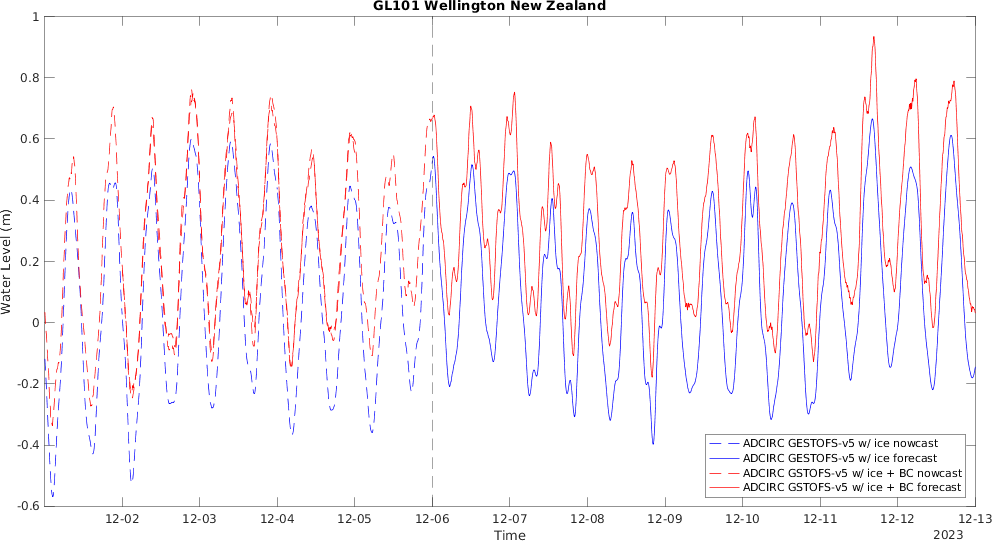 GL101 Wellington New Zealand
1
0.8
0.6
0.4
0.2
0
-0.2
-0.4
-0.6
Water Level (m)
12-02 12-03 12-04 12-05 12-06 12-07 12-08 12-09 12-10 12-11 12-12 12-13
Time
2023
ADCIRC GESTOFS-v5 w/ ice nowcast
ADCIRC GESTOFS-v5 w/ ice forecast
ADCIRC GSTOFS-v5 w/ ice + BC nowcast
ADCIRC GSTOFS-v5 w/ ice + BC forecast